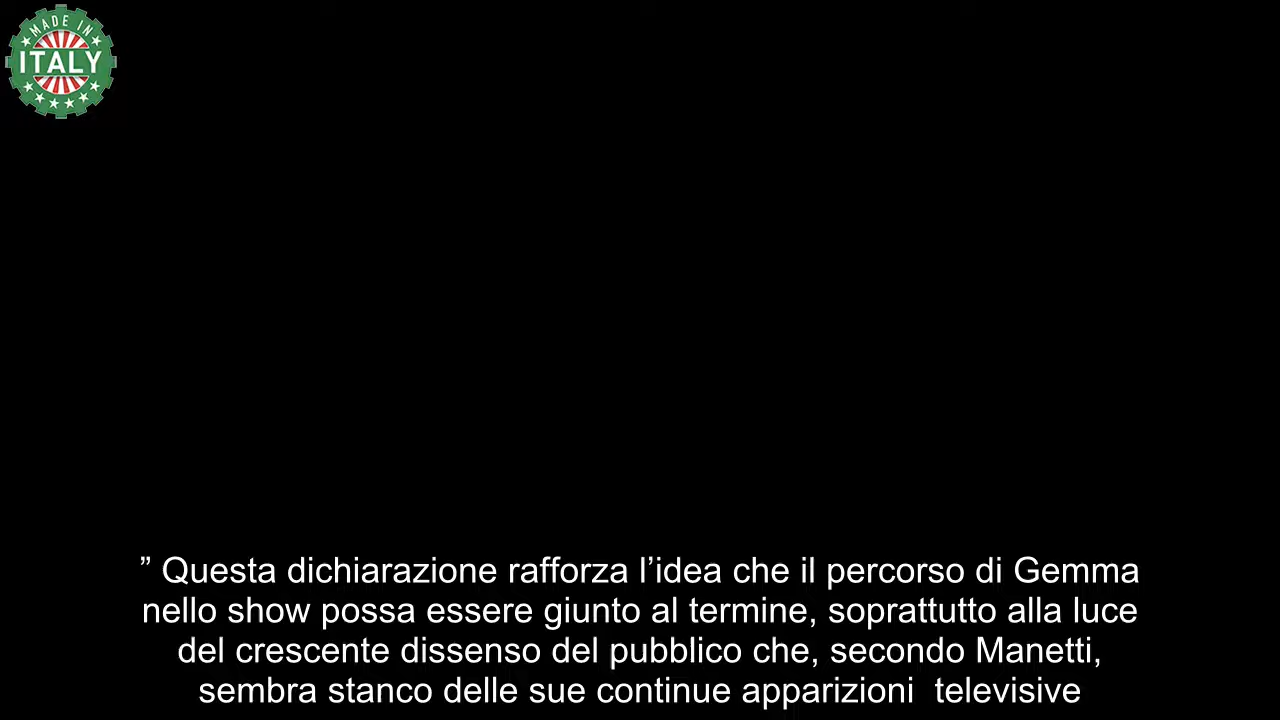 MADE IN
ITALY
” Questa dichiarazione rafforza l’idea che il percorso di Gemma
nello show possa essere giunto al termine, soprattutto alla luce
del crescente dissenso del pubblico che, secondo Manetti,
sembra stanco delle sue continue apparizioni  televisive